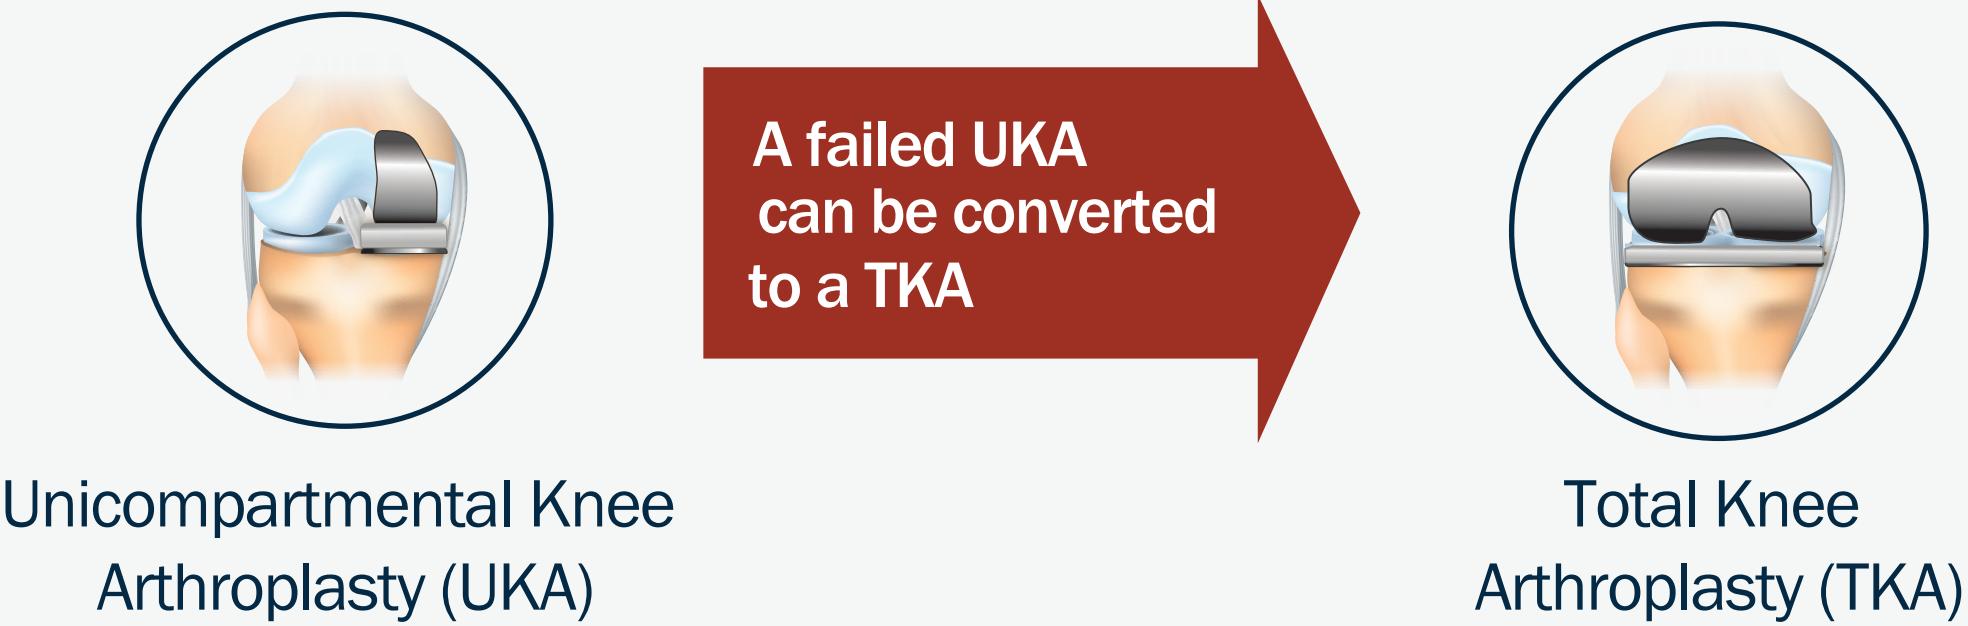 A failed UKA
can be converted
to a TKA
Unicompartmental Knee
Arthroplasty (UKA)
Total Knee
Arthroplasty (TKA)